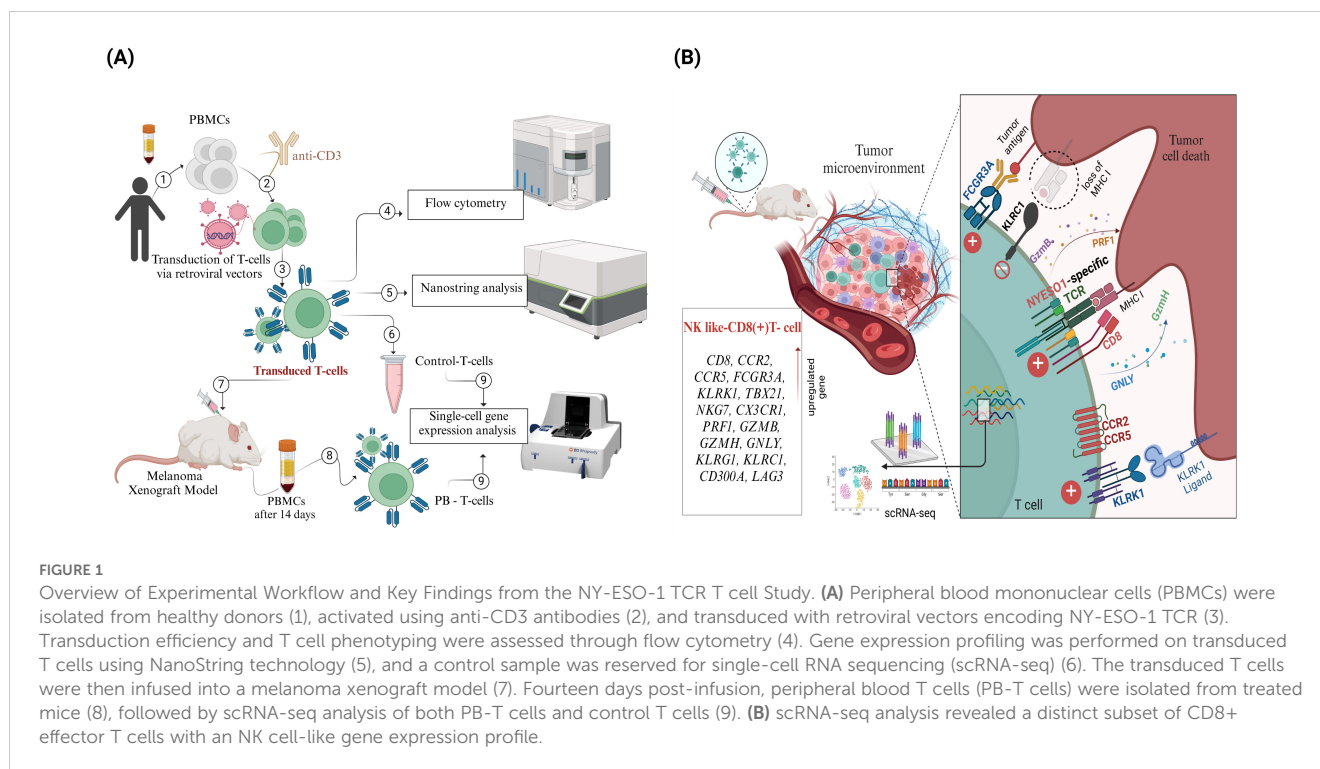 (A)
PBMCs
anti-CD3
1
2
Transduction of T-cells
via retroviral vectors
3
4
Flow cytometry
5
Nanostring analysis
6
Transduced T-cells
Control-T-cells
7
9
Single-cell gene
expression analysis
BD Rhapsody
Melanoma
Xenograft Model
PBMCs
after 14 days
8
9
PB - T-cells
(B)
Tumor
microenvironment
NK like-CD8(+)T- cell
CD8, CCR2,
CCR5, FCGR3A,
KLRK1, TBX21,
NKG7, CX3CR1,
PRF1, GZMB,
GZMH, GNLY,
KLRG1, KLRC1,
CD300A, LAG3
upregulated
gene
scRNA-seq
Tumor
antigen
FCGR3A
KLRC1
loss of
MHC I
Tumor
cell death
GzmB
PRF1
NYESO1-specific
TCR
MHC I
CD8
GzmH
GNLY
CCR2
CCR5
KLRK1
KLRK1
Ligand
T cell
FIGURE 1
Overview of Experimental Workflow and Key Findings from the NY-ESO-1 TCR T cell Study. (A) Peripheral blood mononuclear cells (PBMCs) were
isolated from healthy donors (1), activated using anti-CD3 antibodies (2), and transduced with retroviral vectors encoding NY-ESO-1 TCR (3).
Transduction efficiency and T cell phenotyping were assessed through flow cytometry (4). Gene expression profiling was performed on transduced
T cells using NanoString technology (5), and a control sample was reserved for single-cell RNA sequencing (scRNA-seq) (6). The transduced T cells
were then infused into a melanoma xenograft model (7). Fourteen days post-infusion, peripheral blood T cells (PB-T cells) were isolated from treated
mice (8), followed by scRNA-seq analysis of both PB-T cells and control T cells (9). (B) scRNA-seq analysis revealed a distinct subset of CD8+
effector T cells with an NK cell-like gene expression profile.